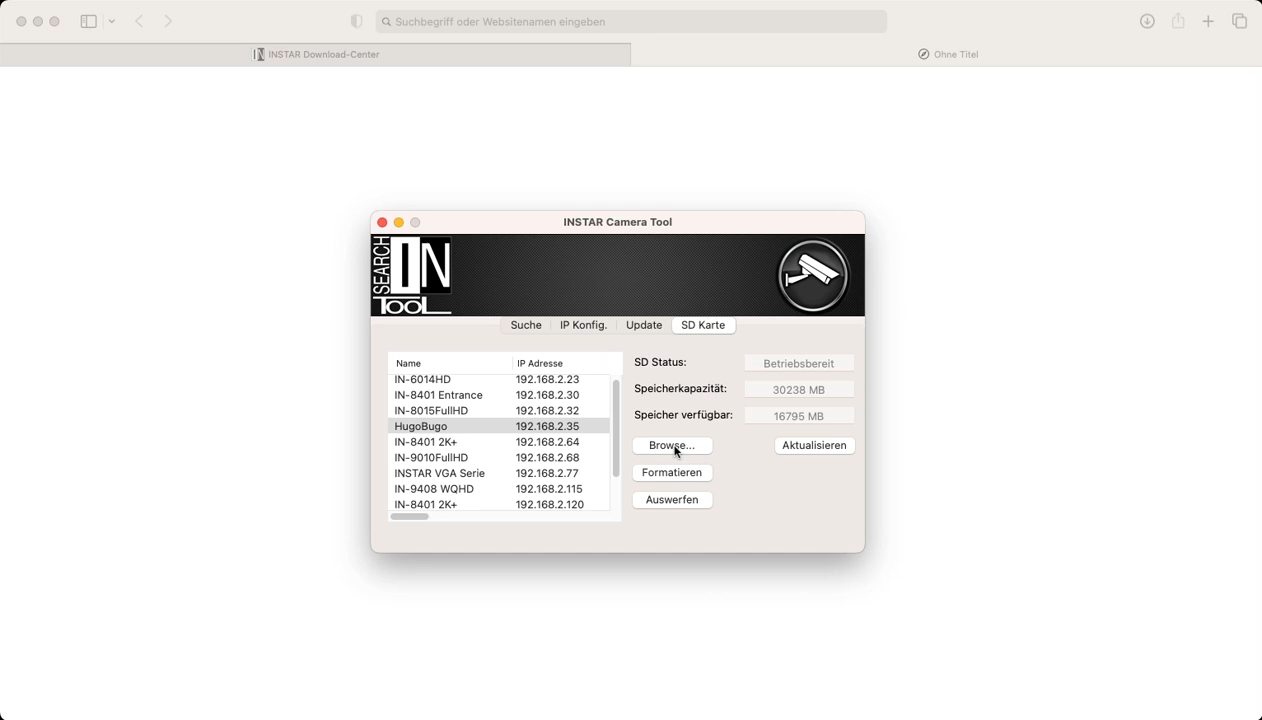 Suchbegriff oder Websitenamen eingeben
INSTAR Download-Center
Ohne Titel
INSTAR Camera Tool
SEARCH
IN
TOOL
Suche
IP Konfig.
Update
SD Karte
Name IP Adresse
IN-6014HD 192.168.2.23
IN-8401 Entrance 192.168.2.30
IN-8015FullHD 192.168.2.32
HugoBugo 192.168.2.35
IN-8401 2K+ 192.168.2.64
IN-9010FullHD 192.168.2.68
INSTAR VGA Serie 192.168.2.77
IN-9408 WQHD 192.168.2.115
IN-8401 2K+ 192.168.2.120
SD Status: Betriebsbereit
Speicherkapazität: 30238 MB
Speicher verfügbar: 16795 MB
Browse... Aktualisieren
Formatieren
Auswerfen